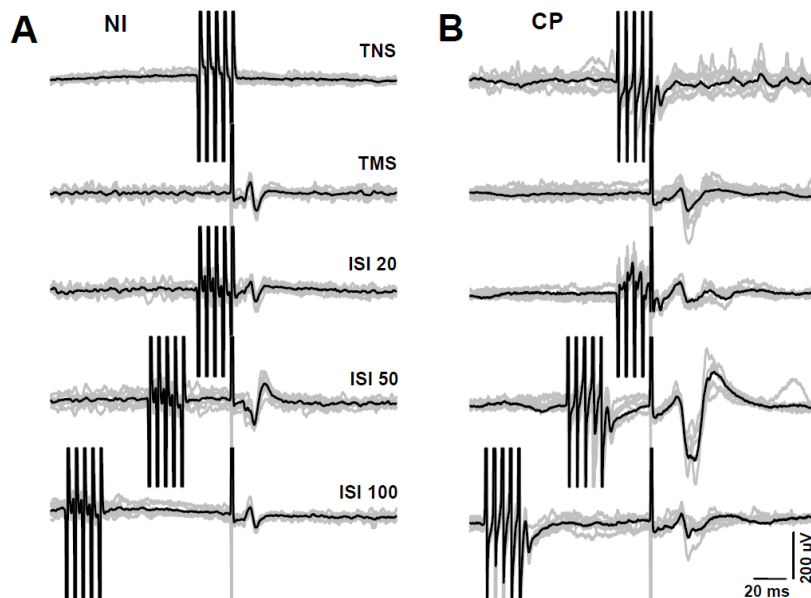 A
NI
TNS
TMS
ISI 20
ISI 50
ISI 100
B
CP
200 µV
20 ms